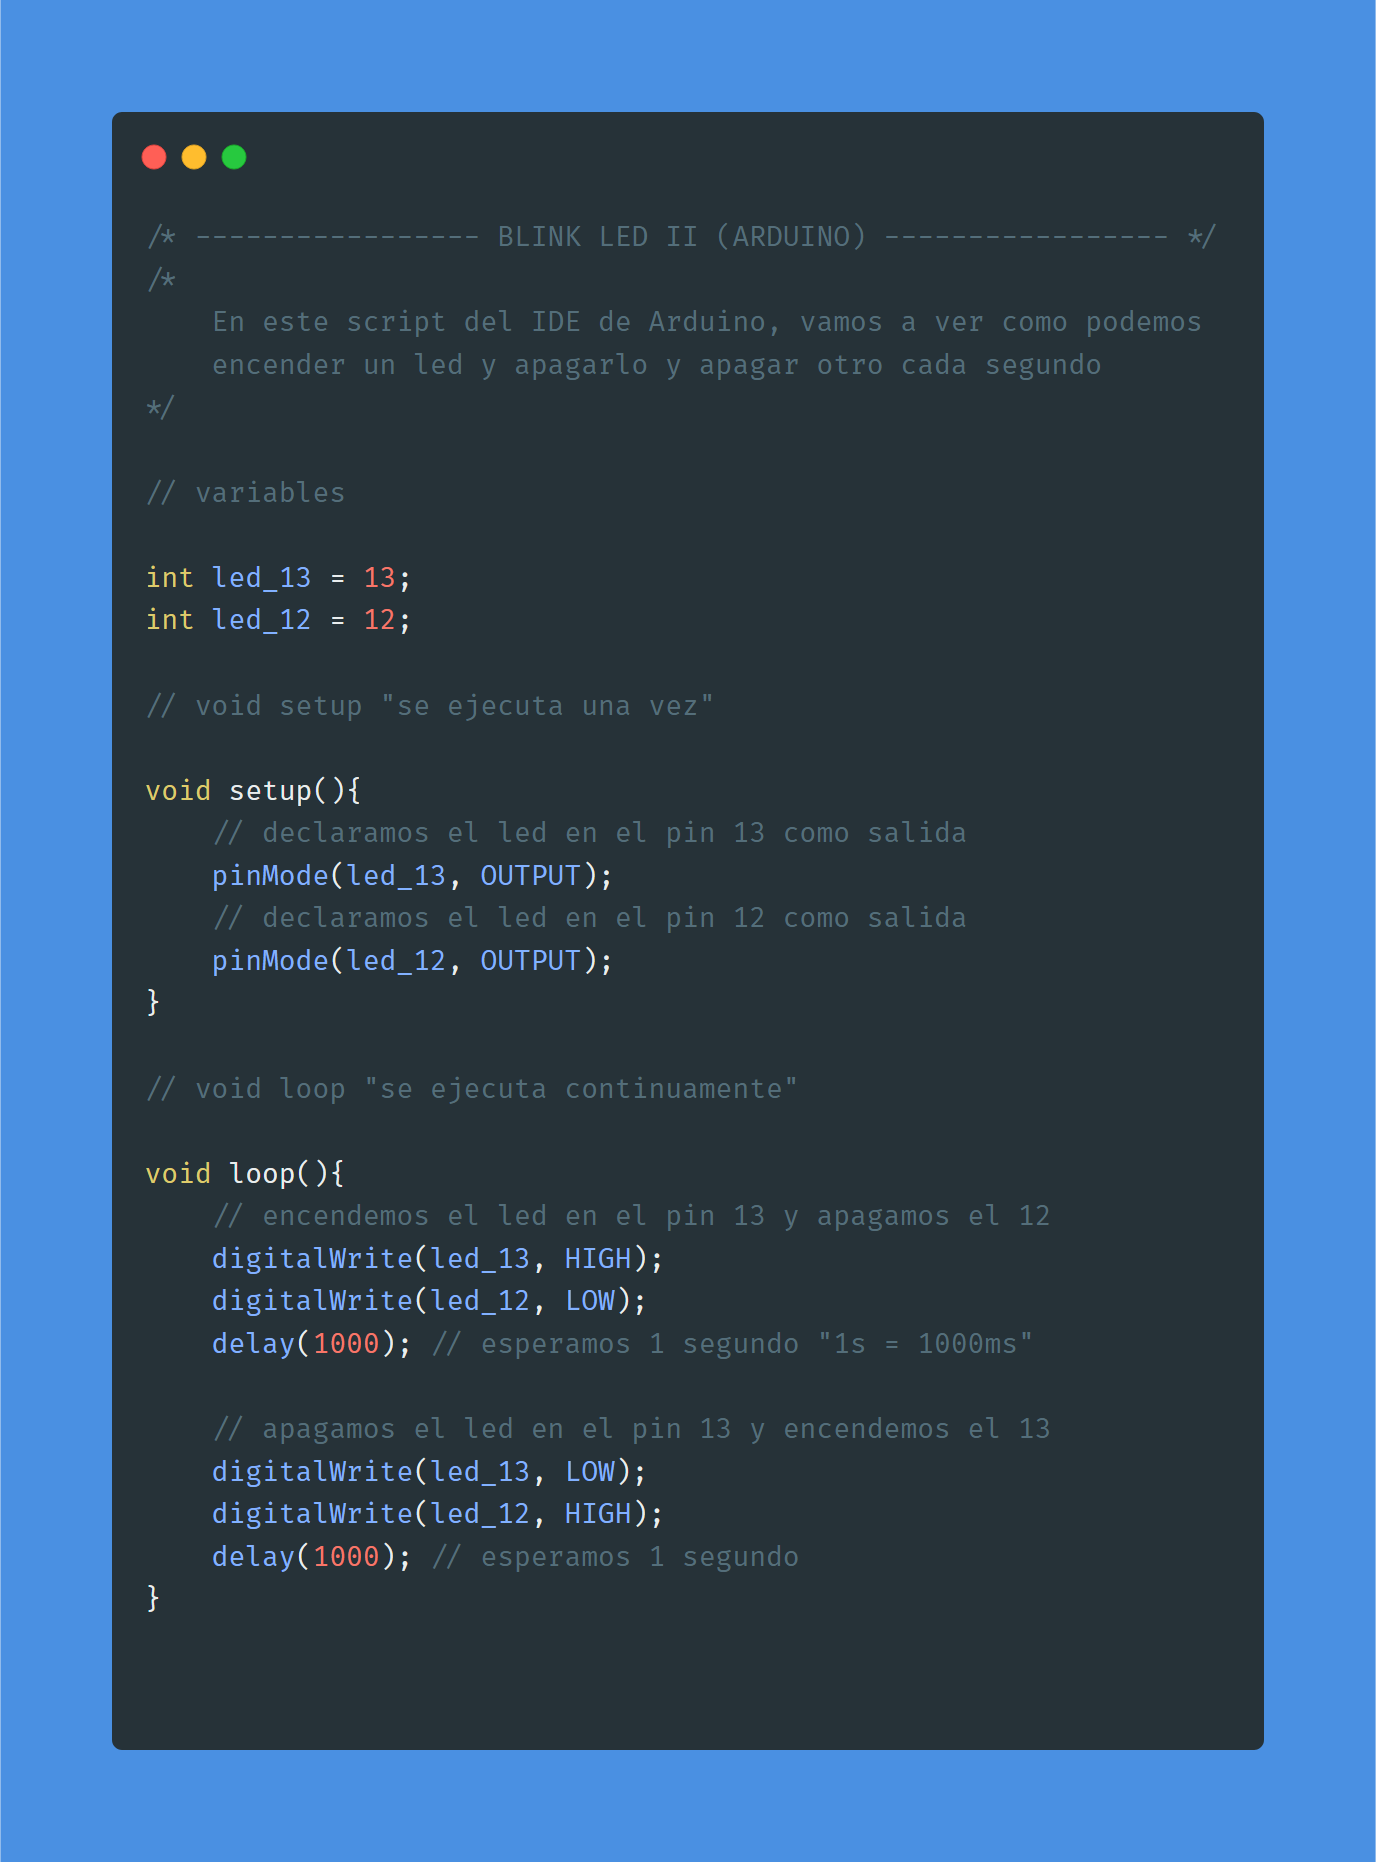 /* ----------------- BLINK LED II (ARDUINO) ----------------- */
/*
    En este script del IDE de Arduino, vamos a ver como podemos
    encender un led y apagarlo y apagar otro cada segundo
*/

// variables

int led_13 = 13;
int led_12 = 12;

// void setup "se ejecuta una vez"

void setup(){
    // declaramos el led en el pin 13 como salida
    pinMode(led_13, OUTPUT);
    // declaramos el led en el pin 12 como salida
    pinMode(led_12, OUTPUT);
}

// void loop "se ejecuta continuamente"

void loop(){
    // encendemos el led en el pin 13 y apagamos el 12
    digitalWrite(led_13, HIGH);
    digitalWrite(led_12, LOW);
    delay(1000); // esperamos 1 segundo "1s = 1000ms"

    // apagamos el led en el pin 13 y encendemos el 13
    digitalWrite(led_13, LOW);
    digitalWrite(led_12, HIGH);
    delay(1000); // esperamos 1 segundo
}